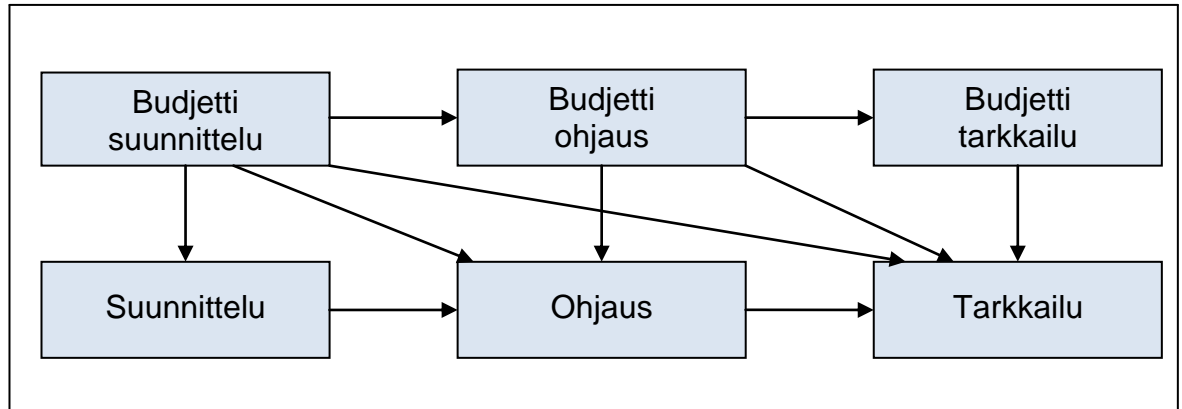 Budjetti
suunnittelu
Budjetti
ohjaus
Budjetti
tarkkailu
Suunnittelu
Ohjaus
Tarkkailu